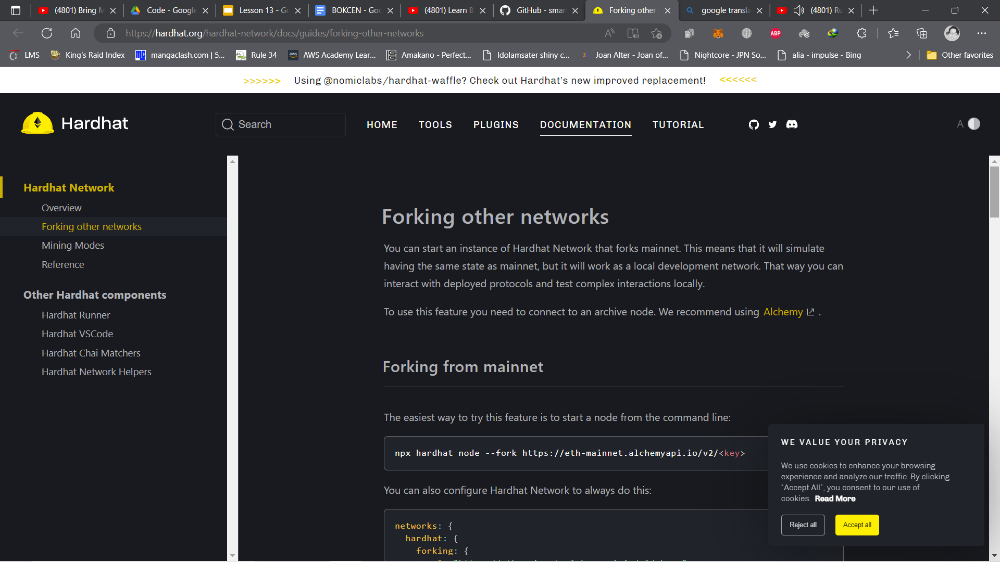 (4801) Bring M
Code - Google
Lesson 13 - Go
BOKCEN - Goo
(4801) Learn B
GitHub - smar
Forking other
google transla
(4801) Ru
https://hardhat.org/hardhat-network/docs/guides/forking-other-networks
ABP
LMS
King's Raid Index
mangaclash.com | 5...
Rule 34
AWS Academy Lear...
Amakano - Perfect...
Idolamsater shiny c...
Joan Alter - Joan of...
Nightcore - JPN So...
alia - impulse - Bing
Other favorites
>>>>>> Using @nomiclabs/hardhat-waffle? Check out Hardhat's new improved replacement! <<<<<<
Hardhat
Search
HOME
TOOLS
PLUGINS
DOCUMENTATION
TUTORIAL
A
Hardhat Network
Overview
Forking other networks
Mining Modes
Reference
Other Hardhat components
Hardhat Runner
Hardhat VSCode
Hardhat Chai Matchers
Hardhat Network Helpers
Forking other networks
You can start an instance of Hardhat Network that forks mainnet. This means that it will simulate
having the same state as mainnet, but it will work as a local development network. That way you can
interact with deployed protocols and test complex interactions locally.
To use this feature you need to connect to an archive node. We recommend using Alchemy .
Forking from mainnet
The easiest way to try this feature is to start a node from the command line:
npx hardhat node --fork https://eth-mainnet.alchemyapi.io/v2/<key>
You can also configure Hardhat Network to always do this:
networks: {
hardhat: {
forking: {
WE VALUE YOUR PRIVACY
We use cookies to enhance your browsing
experience and analyze our traffic. By clicking
"Accept All", you consent to our use of
cookies. Read More
Reject all
Accept all